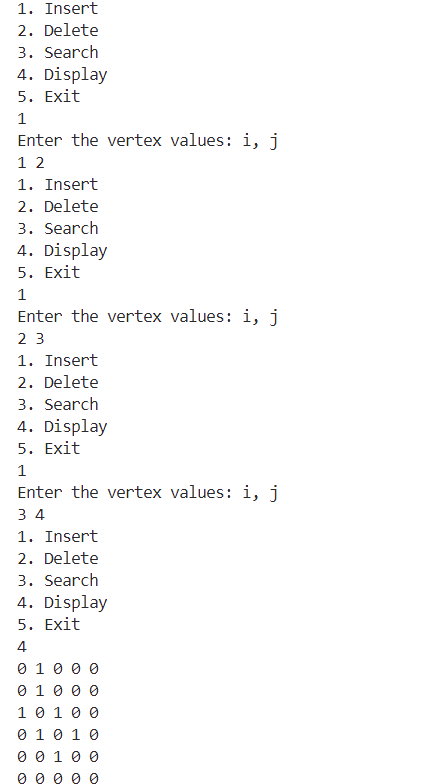 1. Insert
2. Delete
3. Search
4. Display
5. Exit
1
Enter the vertex values: i, j
1 2
1. Insert
2. Delete
3. Search
4. Display
5. Exit
1
Enter the vertex values: i, j
2 3
1. Insert
2. Delete
3. Search
4. Display
5. Exit
1
Enter the vertex values: i, j
3 4
1. Insert
2. Delete
3. Search
4. Display
5. Exit
4
0 1 0 0 0
0 1 0 0 0
1 0 1 0 0
0 1 0 1 0
0 0 1 0 0
0 0 0 0 0